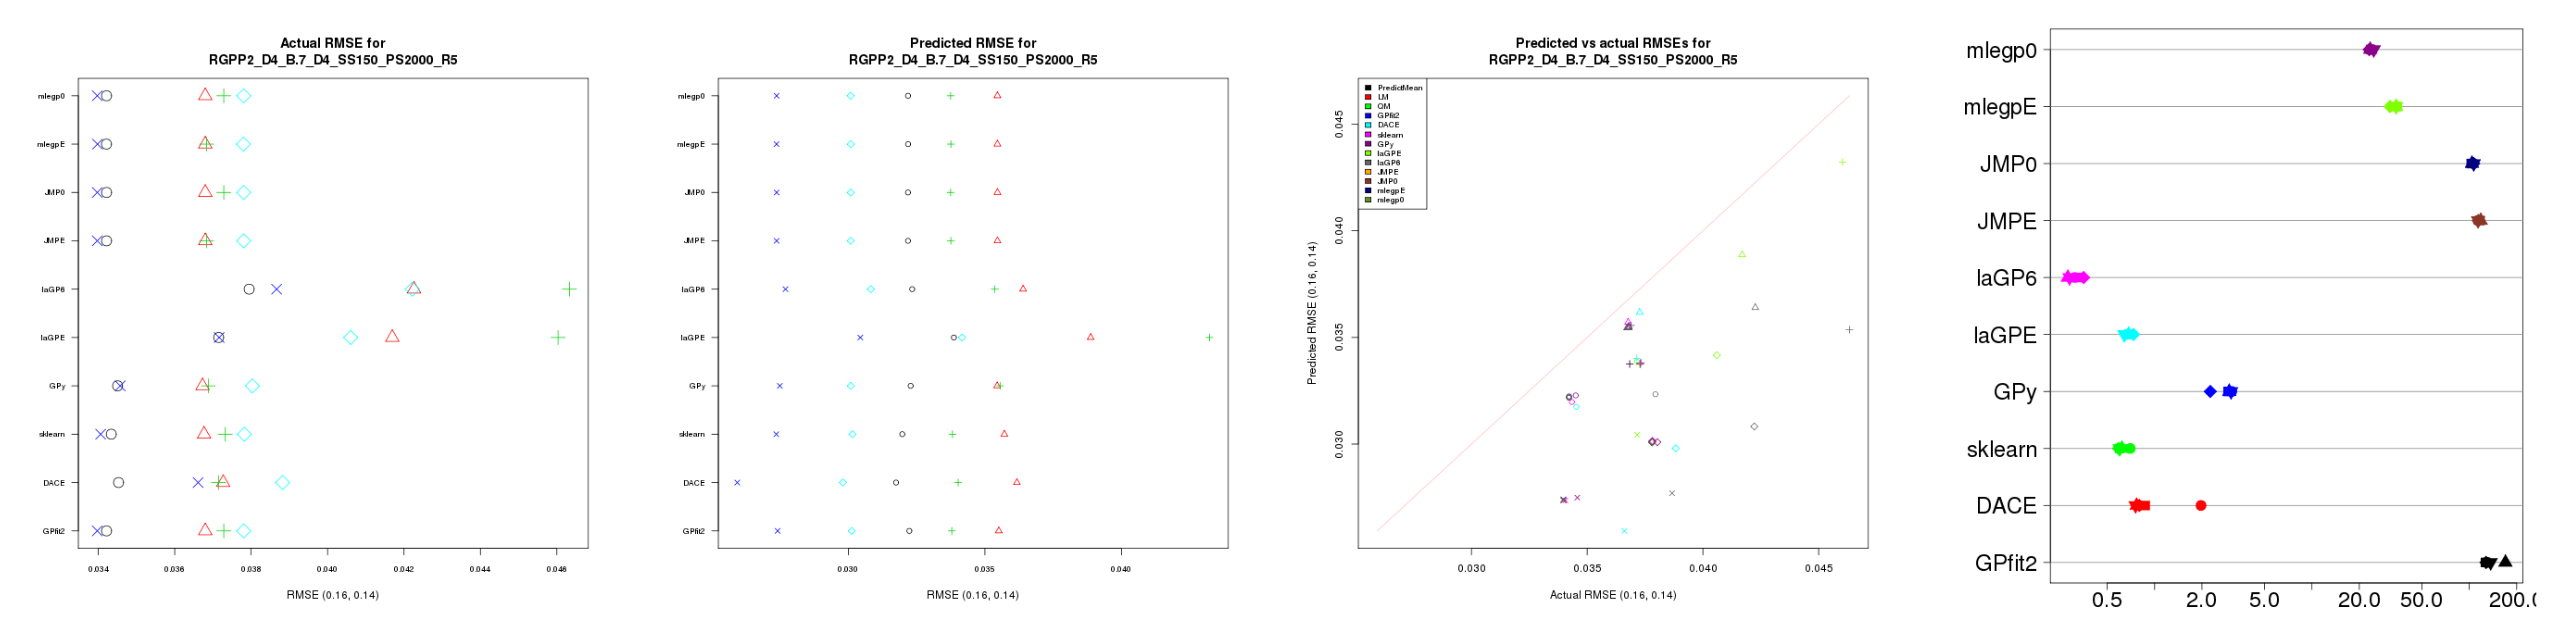 Actual RMSE for
RGPP2_D4_B.7_D4_SS150_PS2000_R5
mlegp0
mlegpE
JMP0
JMPE
laGP6
laGPE
GPy
sklearn
DACE
GPfit2
0.034 0.036 0.038 0.040 0.042 0.044 0.046
RMSE (0.16, 0.14)
Predicted RMSE for
RGPP2_D4_B.7_D4_SS150_PS2000_R5
mlegp0
mlegpE
JMP0
JMPE
laGP6
laGPE
GPy
sklearn
DACE
GPfit2
0.030 0.035 0.040
RMSE (0.16, 0.14)
Predicted vs actual RMSEs for
RGPP2_D4_B.7_D4_SS150_PS2000_R5
PredictMean
LM
QM
GPfit2
DACE
sklearn
GPy
laGPE
laGP6
JMPE
JMP0
mlegpE
mlegp0
Predicted RMSE (0.16, 0.14)
0.045
0.040
0.035
0.030
0.030 0.035 0.040 0.045
Actual RMSE (0.16, 0.14)
mlegp0
mlegpE
JMP0
JMPE
laGP6
laGPE
GPy
sklearn
DACE
GPfit2
0.5 2.0 5.0 20.0 50.0 200.